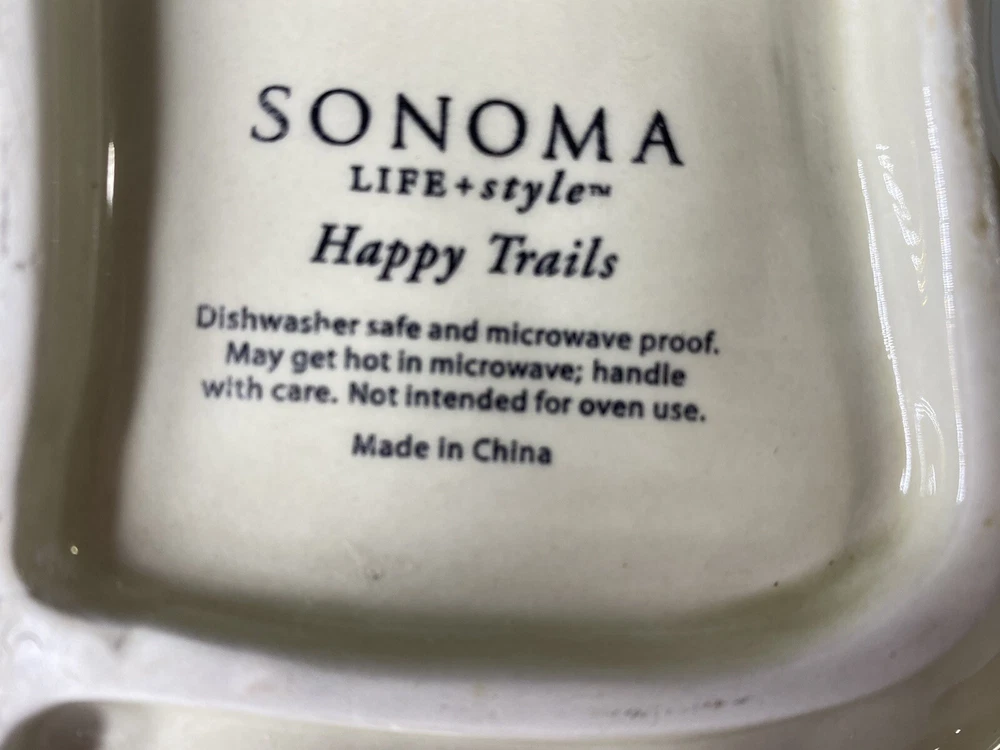 SONOMA
LIFE+style™
Happy Trails
Dishwasher safe and microwave proof.
May get hot in microwave; handle
with care. Not intended for oven use.
Made in China